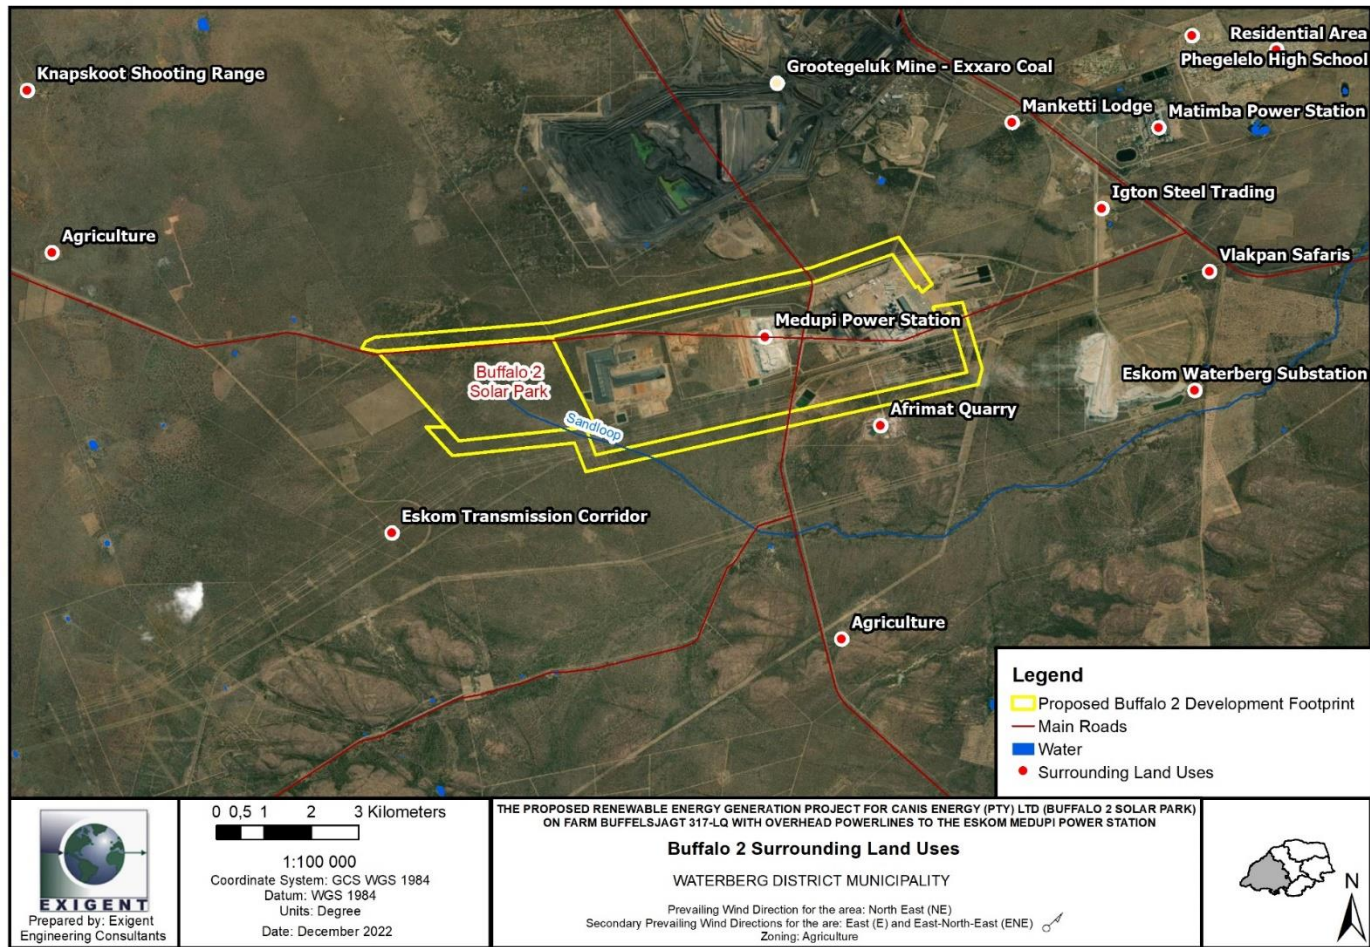 Residential Area
Phegelelo High School
Knapskoot Shooting Range
Grootegeluk Mine - Exxaro Coal
Manketti Lodge
Matimba Power Station
Igton Steel Trading
Agriculture
Vlakpan Safaris
Medupi Power Station
Buffalo 2
Solar Park
Eskom Waterberg Substation
Afrimat Quarry
Sandloop
Eskom Transmission Corridor
Agriculture
Legend
Proposed Buffalo 2 Development Footprint
Main Roads
Water
Surrounding Land Uses
EXIGENT
Prepared by: Exigent
Engineering Consultants
0 0,5 1 2 3 Kilometers
1:100 000
Coordinate System: GCS WGS 1984
Datum: WGS 1984
Units: Degree
Date: December 2022
THE PROPOSED RENEWABLE ENERGY GENERATION PROJECT FOR CANIS ENERGY (PTY) LTD (BUFFALO 2 SOLAR PARK)
ON FARM BUFFELSJAGT 317-LQ WITH OVERHEAD POWERLINES TO THE ESKOM MEDUPI POWER STATION
Buffalo 2 Surrounding Land Uses
WATERBERG DISTRICT MUNICIPALITY
Prevailing Wind Direction for the area: North East (NE)
Secondary Prevailing Wind Directions for the are: East (E) and East-North-East (ENE)
Zoning: Agriculture
N